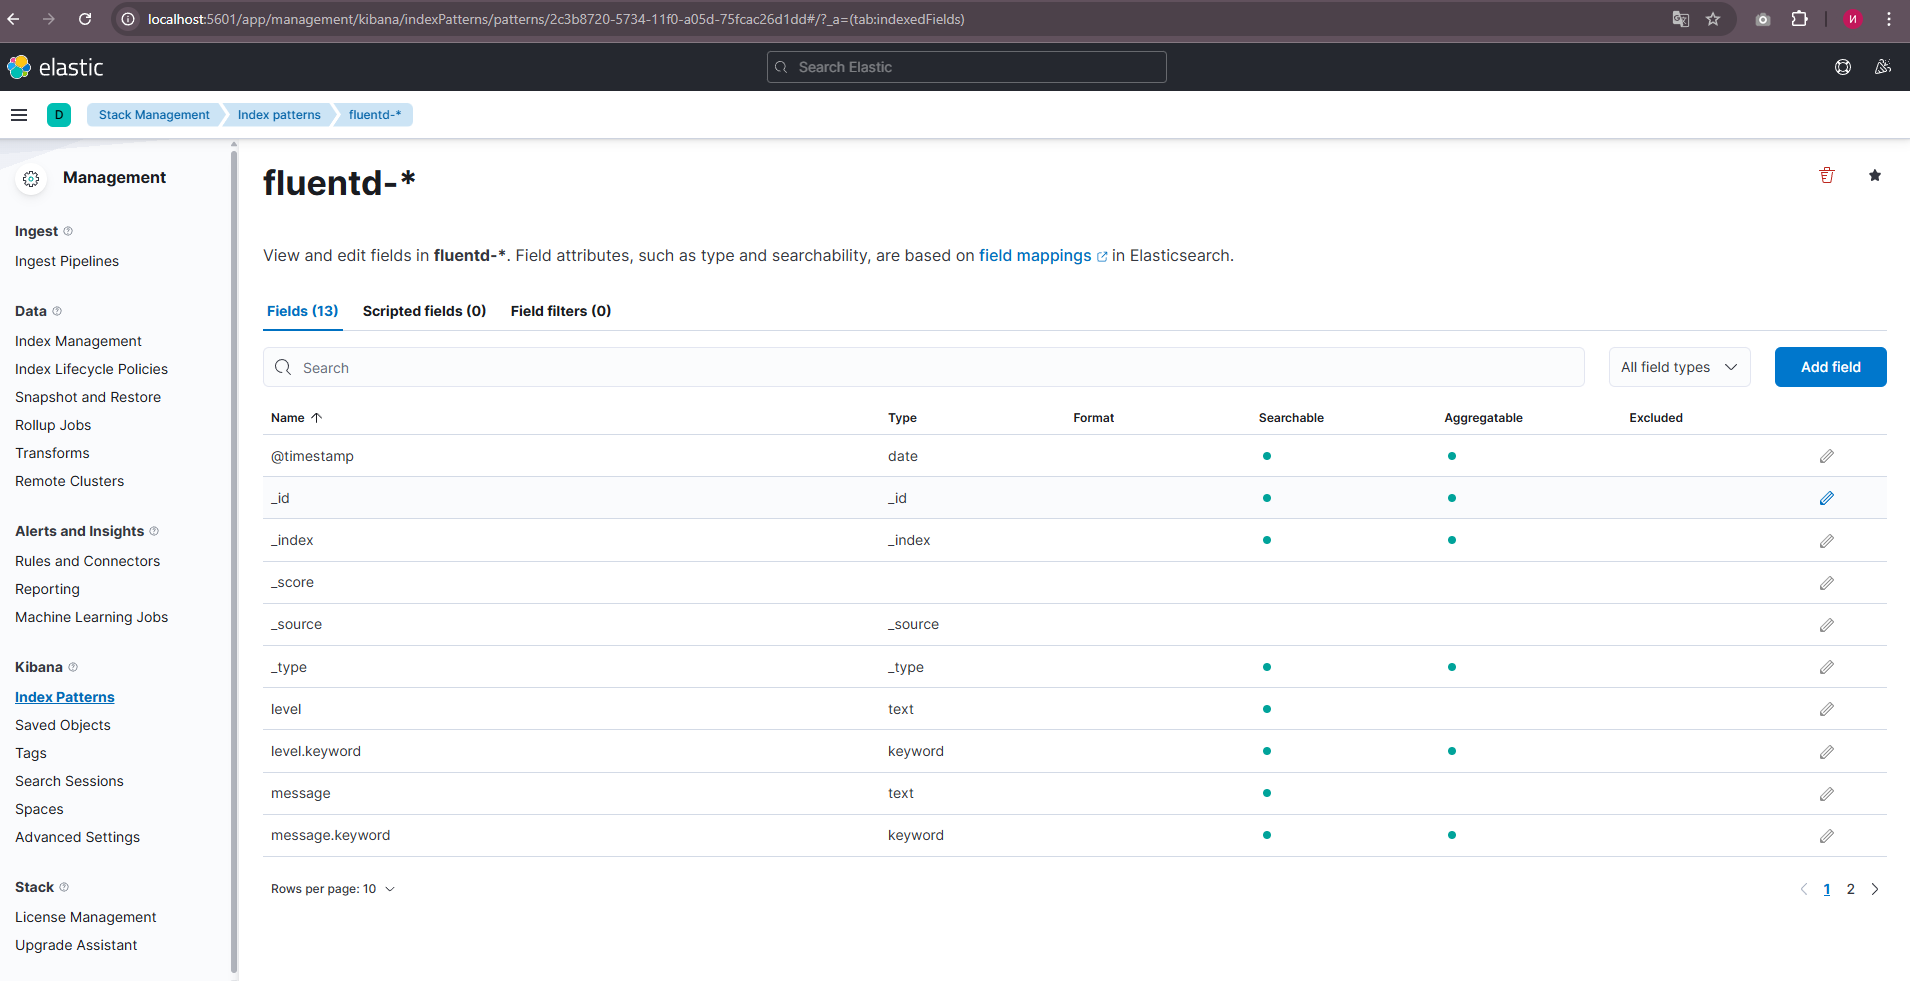 localhost:5601/app/management/kibana/indexPatterns/patterns/2c3b8720-5734-11f0-a05d-75fcac26d1dd#/?_a=(tab:indexedFields)
И
elastic
Search Elastic
D
Stack Management
Index patterns
fluentd-*
Management
Ingest
Ingest Pipelines
Data
Index Management
Index Lifecycle Policies
Snapshot and Restore
Rollup Jobs
Transforms
Remote Clusters
Alerts and Insights
Rules and Connectors
Reporting
Machine Learning Jobs
Kibana
Index Patterns
Saved Objects
Tags
Search Sessions
Spaces
Advanced Settings
Stack
License Management
Upgrade Assistant
fluentd-*
View and edit fields in fluentd-*. Field attributes, such as type and searchability, are based on field mappings in Elasticsearch.
Fields (13) Scripted fields (0) Field filters (0)
Search
All field types
Add field
Name Type Format Searchable Aggregatable Excluded
@timestamp date
_id _id
_index _index
_score
_source _source
_type _type
level text
level.keyword keyword
message text
message.keyword keyword
Rows per page: 10
1 2